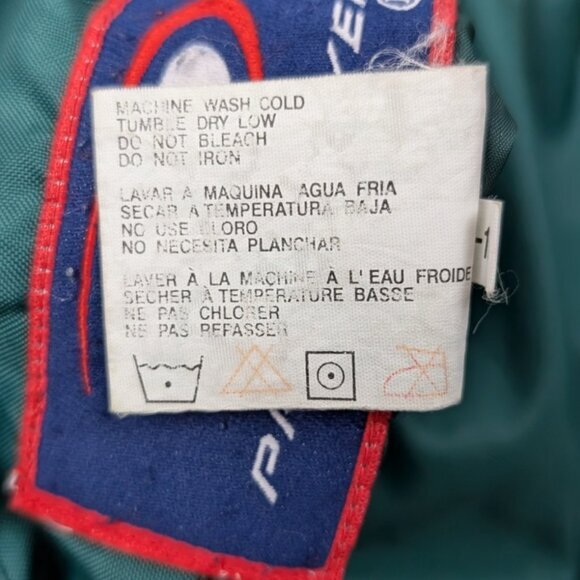 MACHINE WASH COLD
TUMBLE DRY LOW
DO NOT BLEACH
DO NOT IRON
LAVAR A MAQUINA AGUA FRIA
SECAR A TEMPERATURA BAJA
NO USE CLORO
NO NECESITA PLANCHAR
LAVER À LA MACHINE À L'EAU FROIDE
SECHER À TEMPERATURE BASSE
NE PAS CHLORER
NE PAS REPASSER
-1